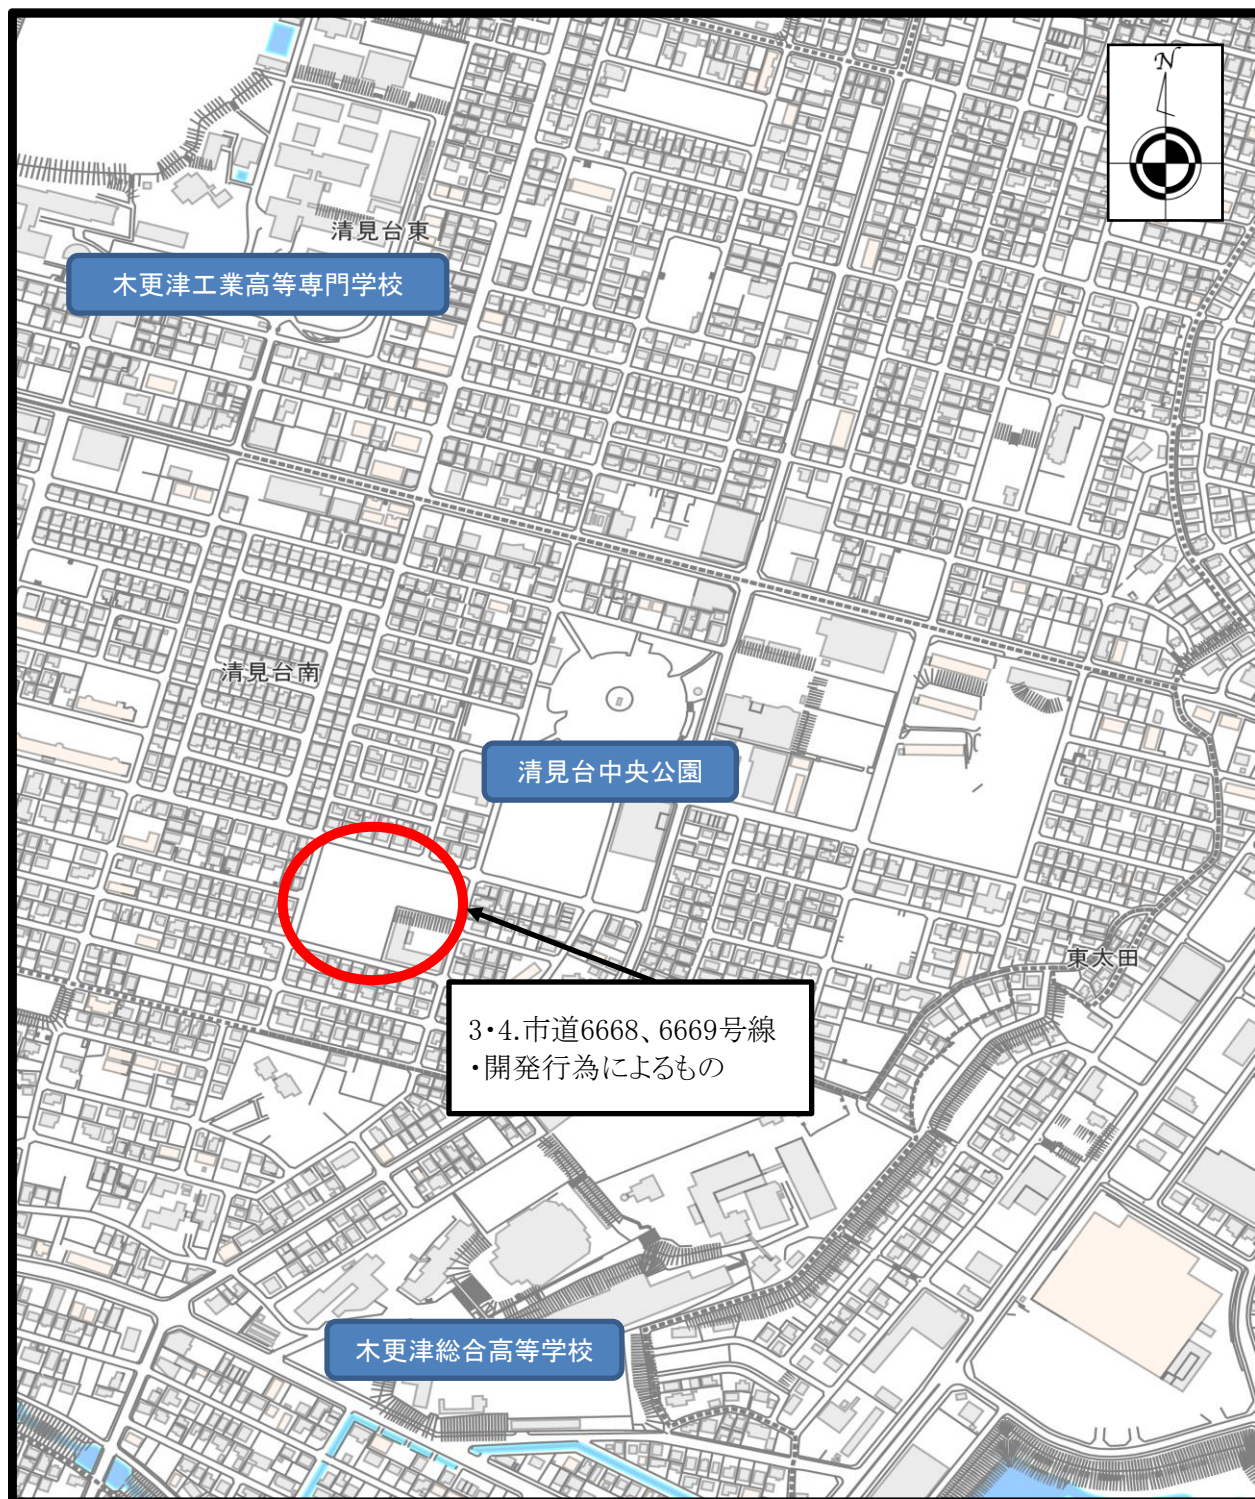 N
清見台東
木更津工業高等専門学校
清見台南
清見台中央公園
東太田
3・4.市道6668、6669号線
・開発行為によるもの
木更津総合高等学校